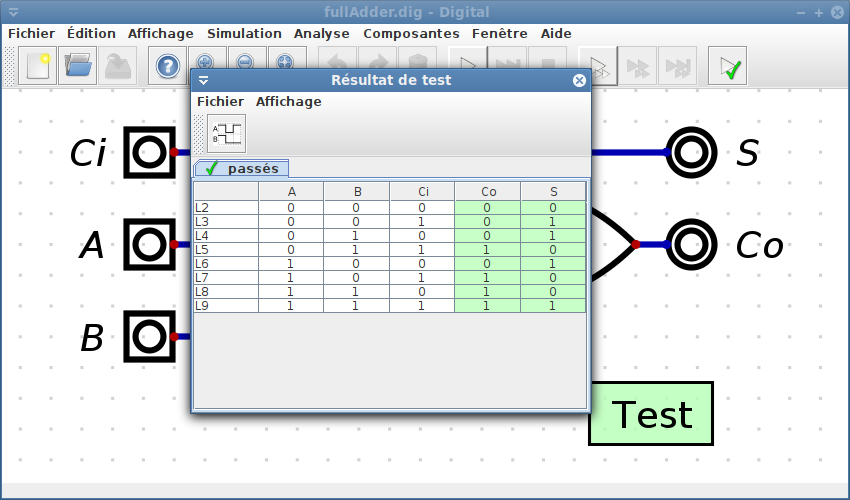 fullAdder.dig - Digital
Fichier Édition Affichage Simulation Analyse Composantes Fenêtre Aide
Résultat de test
Fichier Affichage
A
B
passés
A B Ci Co S
L2 0 0 0 0 0
L3 0 0 1 0 1
L4 0 1 0 0 1
L5 0 1 1 1 0
L6 1 0 0 0 1
L7 1 0 1 1 0
L8 1 1 0 1 0
L9 1 1 1 1 1
Ci
A
B
S
Co
Test